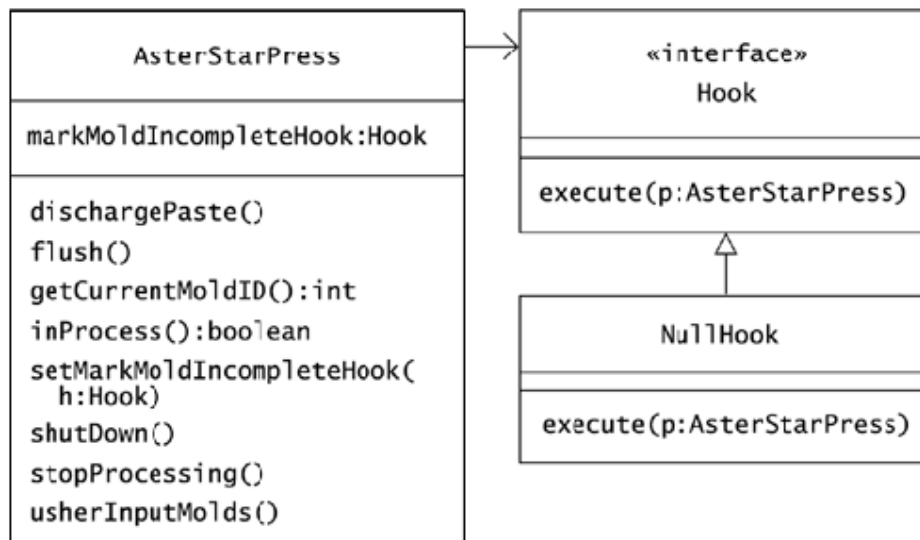 AsterStarPress
markMoldIncompleteHook:Hook
dischargePaste()
flush()
getCurrentMoldID():int
inProcess():boolean
setMarkMoldIncompleteHook(
h:Hook)
shutDown()
stopProcessing()
usherInputMolds()
«interface»
Hook
execute(p:AsterStarPress)
NullHook
execute(p:AsterStarPress)